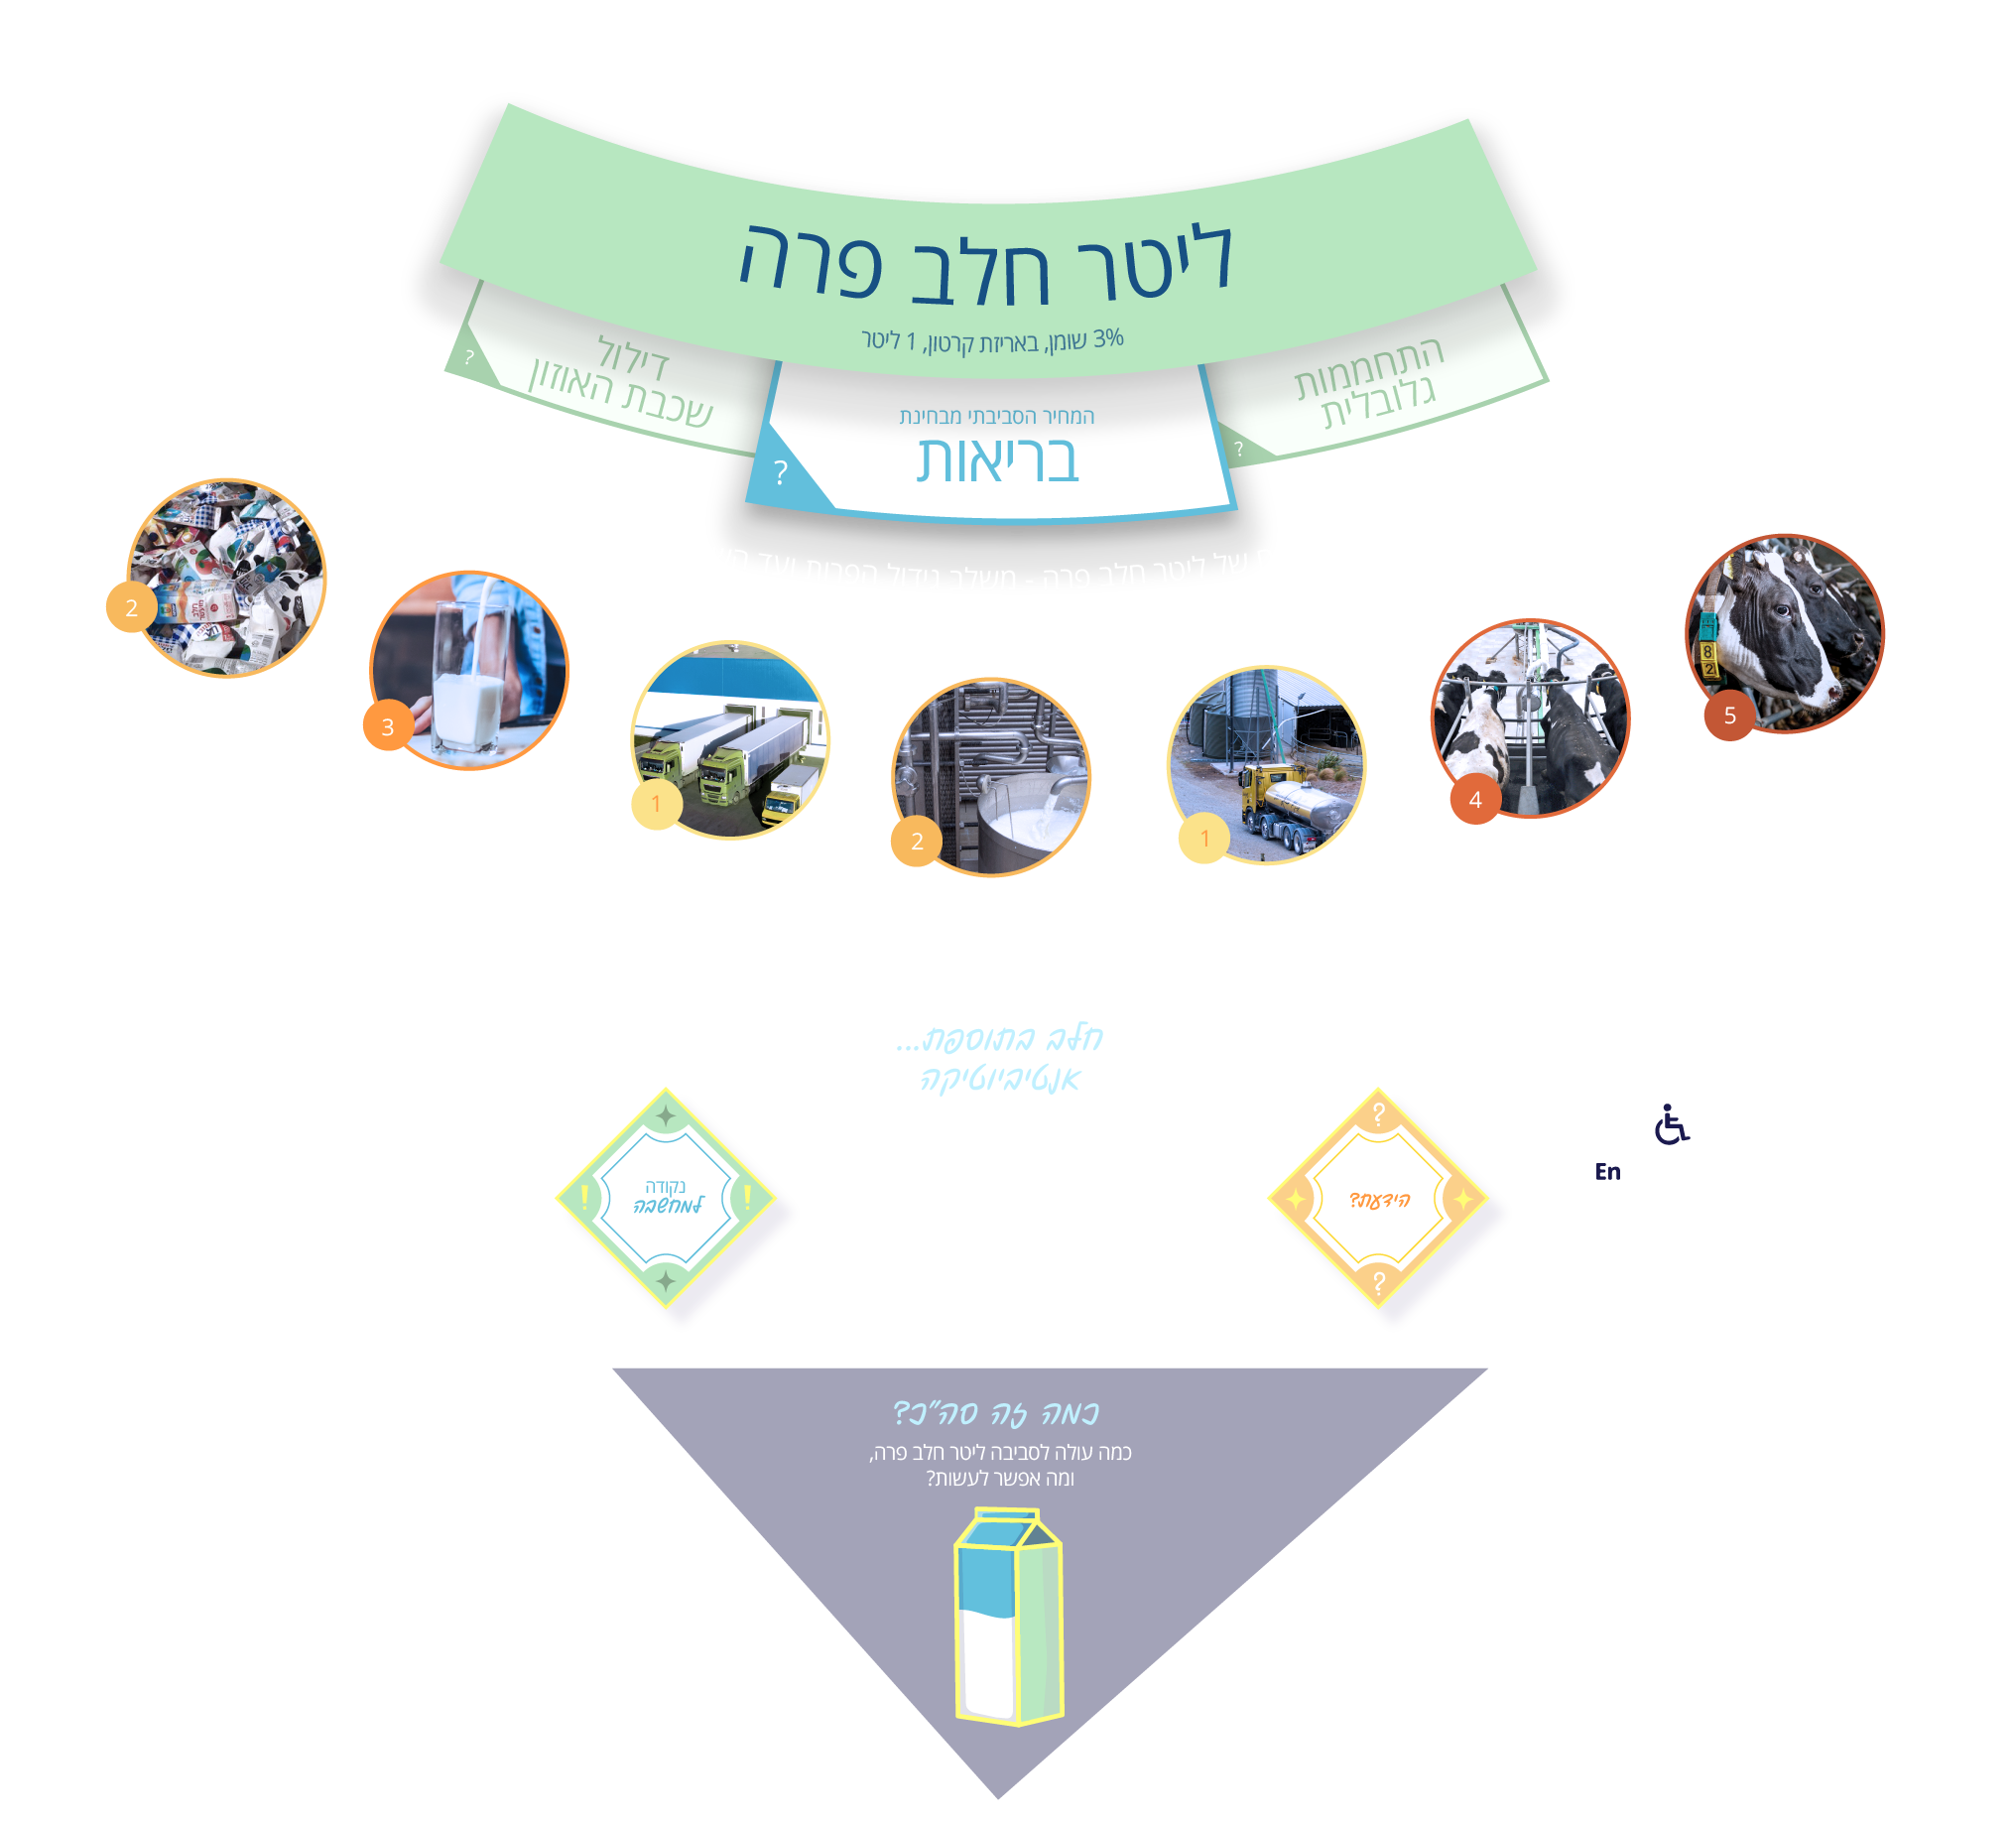 ליטר חלב פרה
3% שומן, באריזת קרטון, 1 ליטר
התחממות
גלובלית
?
המחיר הסביבתי מבחינת
בריאות
?
דילול
שכבת האוזון
?
של ליטר חלב פרה - משלב גידול הפרות ועד
5
4
1
2
1
3
2
8
2
חלב בתוספת...
אנטיביוטיקה
?
הידעת?
?
!
נקודה
למחשבה
!
En
כמה זה סה"כ?
כמה עולה לסביבה ליטר חלב פרה,
ומה אפשר לעשות?